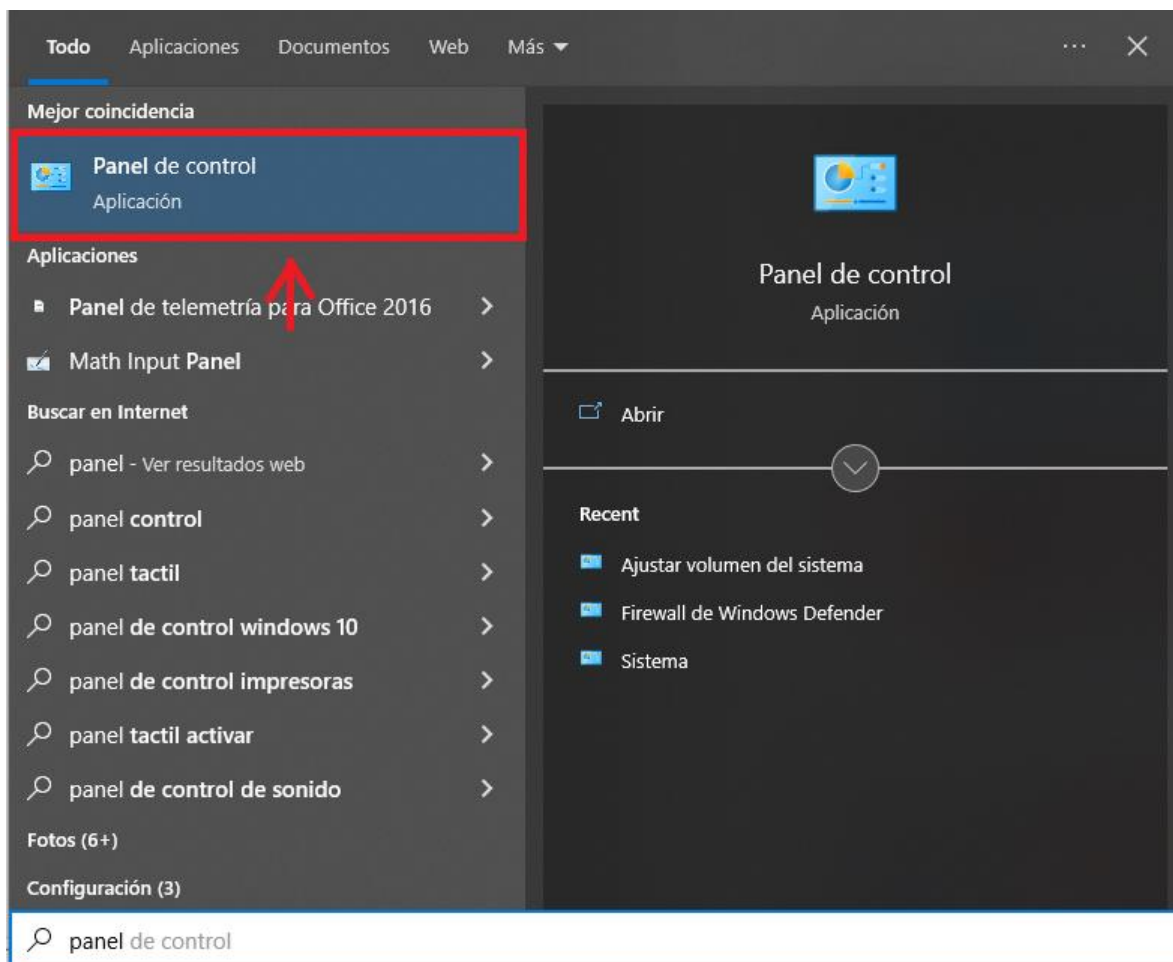 Todo Aplicaciones Documentos Web Más
Mejor coincidencia
Panel de control
Aplicación
Aplicaciones
Panel de telemetría para Office 2016
Math Input Panel
Buscar en Internet
panel - Ver resultados web
panel control
panel tactil
panel de control windows 10
panel de control impresoras
panel tactil activar
panel de control de sonido
Fotos (6+)
Configuración (3)
panel de control
Panel de control
Aplicación
Abrir
Recent
Ajustar volumen del sistema
Firewall de Windows Defender
Sistema